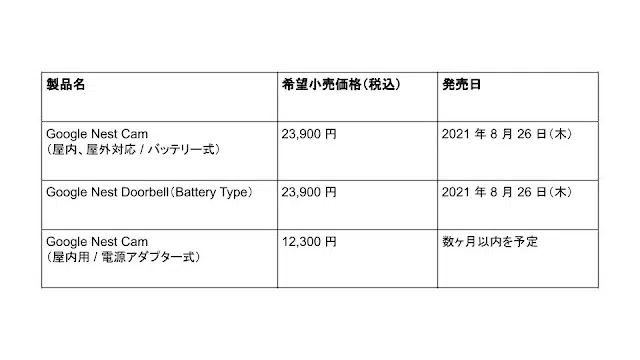 製品名 希望小売価格（税込） 発売日
Google Nest Cam 23,900 円 2021 年 8 月 26 日（木）
（屋内、屋外対応 / バッテリー式）
Google Nest Doorbell（Battery Type） 23,900 円 2021 年 8 月 26 日（木）
Google Nest Cam 12,300 円 数ヶ月以内を予定
（屋内用 / 電源アダプター式）